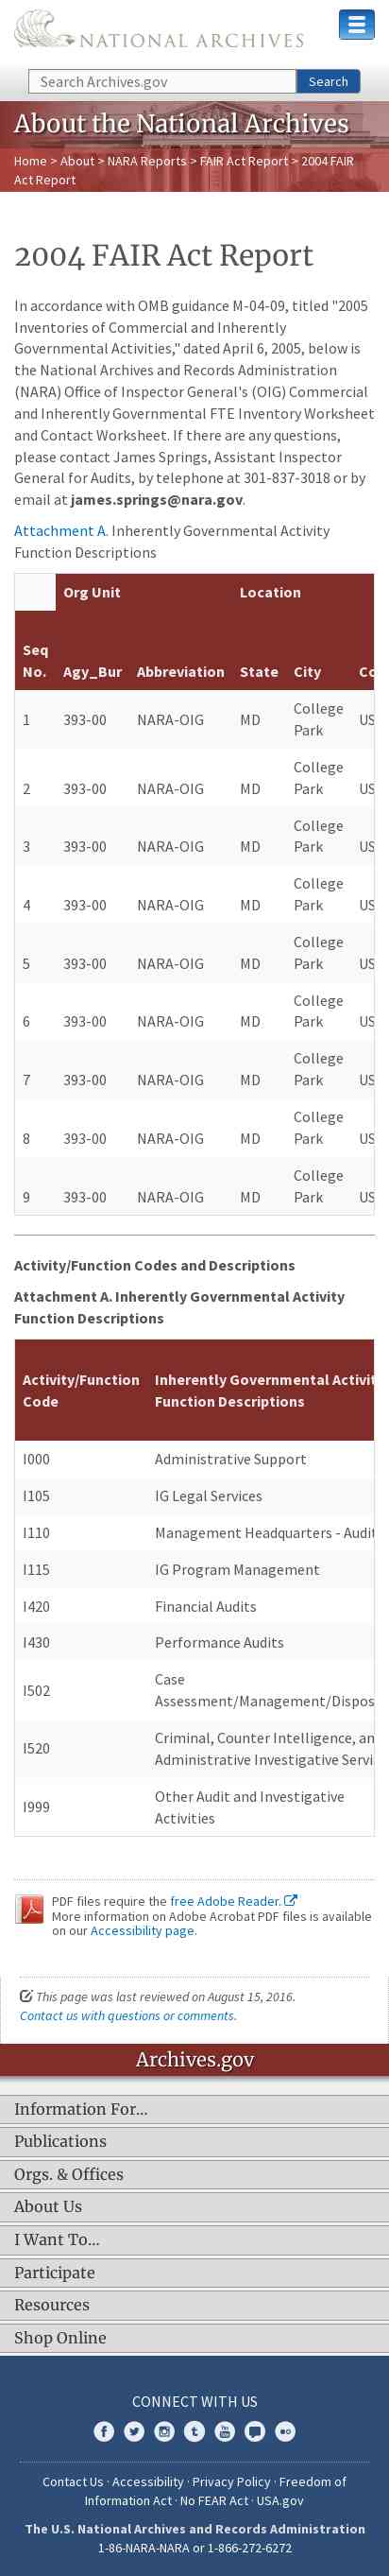 NATIONAL ARCHIVES
Search Archives.gov
Search
About the National Archives
Home > About > NARA Reports > FAIR Act Report > 2004 FAIR
Act Report
2004 FAIR Act Report
In accordance with OMB guidance M-04-09, titled "2005
Inventories of Commercial and Inherently
Governmental Activities," dated April 6, 2005, below is
the National Archives and Records Administration
(NARA) Office of Inspector General's (OIG) Commercial
and Inherently Governmental FTE Inventory Worksheet
and Contact Worksheet. If there are any questions,
please contact James Springs, Assistant Inspector
General for Audits, by telephone at 301-837-3018 or by
email at james.springs@nara.gov.
Attachment A. Inherently Governmental Activity
Function Descriptions
Org Unit Location
Seq
No. Agy_Bur Abbreviation State City Co
1 393-00 NARA-OIG MD College
Park US
2 393-00 NARA-OIG MD College
Park US
3 393-00 NARA-OIG MD College
Park US
4 393-00 NARA-OIG MD College
Park US
5 393-00 NARA-OIG MD College
Park US
6 393-00 NARA-OIG MD College
Park US
7 393-00 NARA-OIG MD College
Park US
8 393-00 NARA-OIG MD College
Park US
9 393-00 NARA-OIG MD College
Park US
Activity/Function Codes and Descriptions
Attachment A. Inherently Governmental Activity
Function Descriptions
Activity/Function Inherently Governmental Activit
Code Function Descriptions
I000 Administrative Support
I105 IG Legal Services
I110 Management Headquarters - Audit
I115 IG Program Management
I420 Financial Audits
I430 Performance Audits
I502 Case
Assessment/Management/Dispos
I520 Criminal, Counter Intelligence, an
Administrative Investigative Servi
I999 Other Audit and Investigative
Activities
PDF files require the free Adobe Reader.
More information on Adobe Acrobat PDF files is available
on our Accessibility page.
This page was last reviewed on August 15, 2016.
Contact us with questions or comments.
Archives.gov
Information For...
Publications
Orgs. & Offices
About Us
I Want To...
Participate
Resources
Shop Online
CONNECT WITH US
Contact Us · Accessibility · Privacy Policy · Freedom of
Information Act · No FEAR Act · USA.gov
The U.S. National Archives and Records Administration
1-86-NARA-NARA or 1-866-272-6272